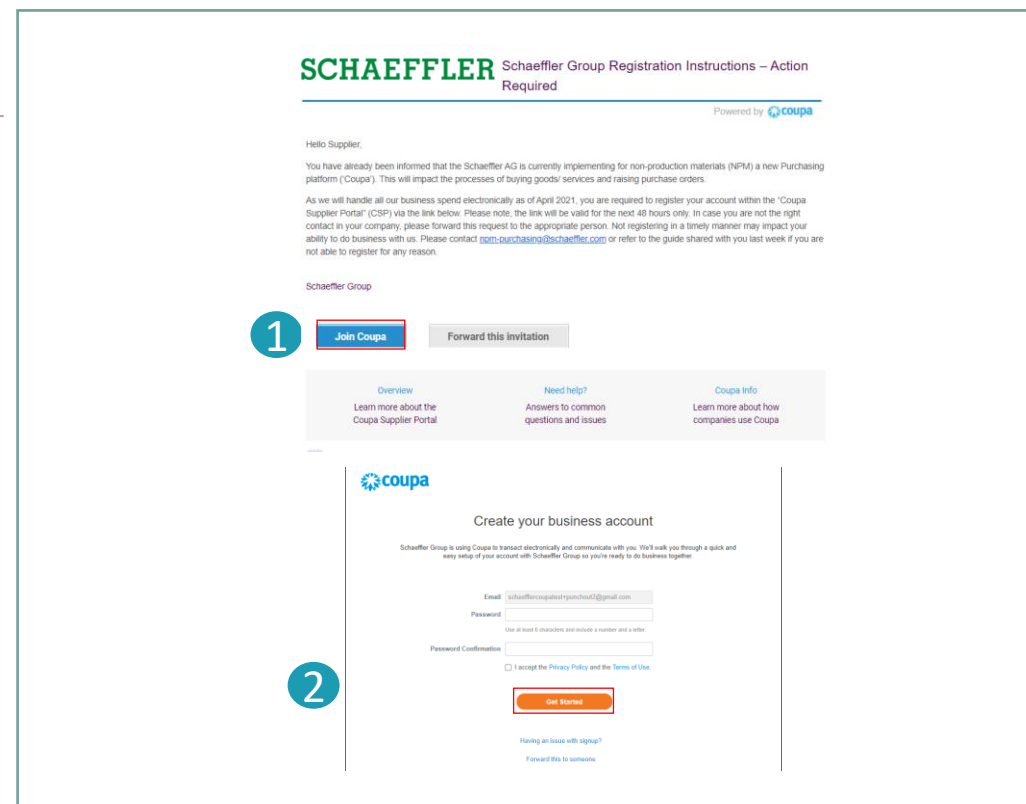 SCHAEFFLER
Schaeffler Group Registration Instructions – Action
Required
Powered by coupa
Hello Supplier,
You have already been informed that the Schaeffler AG is currently implementing for non-production materials (NPM) a new Purchasing
platform ('Coupa'). This will impact the processes of buying goods/ services and raising purchase orders.
As we will handle all our business spend electronically as of April 2021, you are required to register your account within the "Coupa
Supplier Portal" (CSP) via the link below. Please note, the link will be valid for the next 48 hours only. In case you are not the right
contact in your company, please forward this request to the appropriate person. Not registering in a timely manner may impact your
ability to do business with us. Please contact npm-purchasing@schaeffler.com or refer to the guide shared with you last week if you are
not able to register for any reason.
Schaeffler Group
1
Join Coupa
Forward this invitation
Overview
Need help?
Coupa Info
Learn more about the
Answers to common
Learn more about how
Coupa Supplier Portal
questions and issues
companies use Coupa
coupa
Create your business account
Schaeffler Group is using Coupa to transact electronically and communicate with you. We'll walk you through a quick and
easy setup of your account with Schaeffler Group so you're ready to do business together.
Email schaefflercoupatest+punchout2@gmail.com
Password
Use at least 8 characters and include a number and a letter.
Password Confirmation
I accept the Privacy Policy and the Terms of Use.
2
Get Started
Having an issue with signup?
Forward this to someone